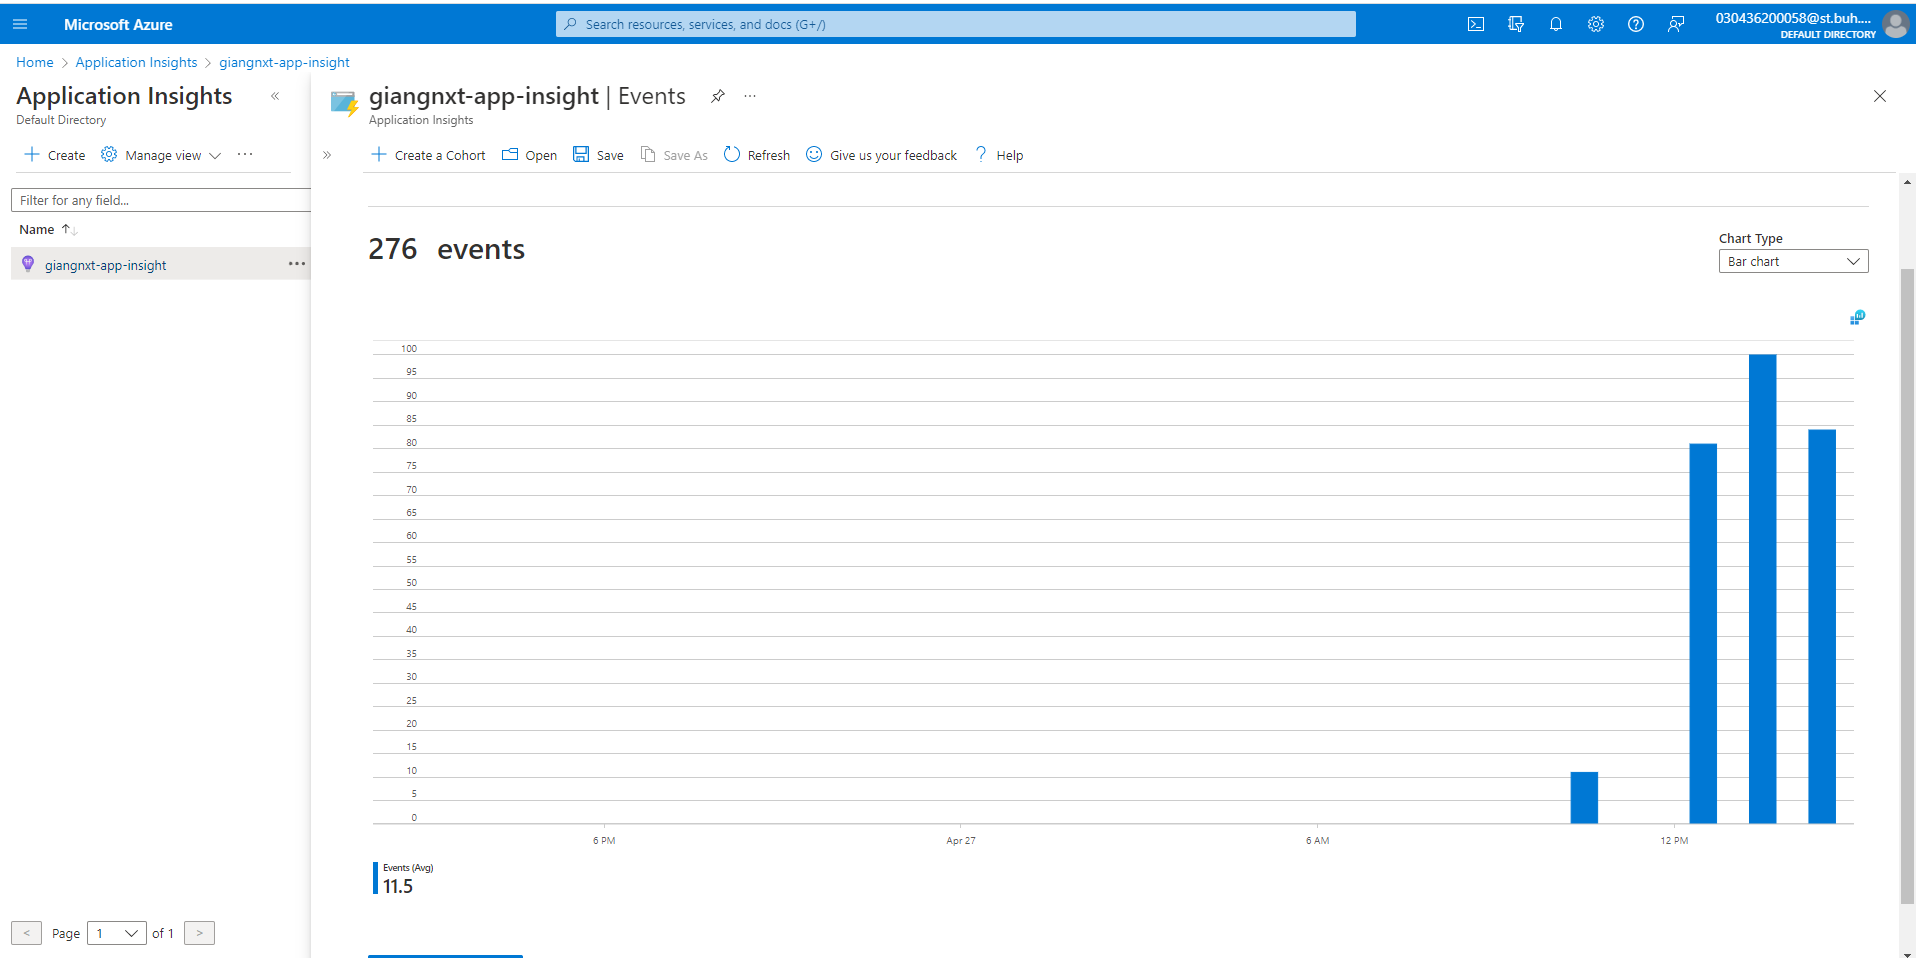 Microsoft Azure
Search resources, services, and docs (G+/)
030436200058@st.buh....
DEFAULT DIRECTORY
Home > Application Insights > giangnxt-app-insight
Application Insights
Default Directory
Create Manage view
Filter for any field...
Name
giangnxt-app-insight
Page 1 of 1
giangnxt-app-insight | Events
Application Insights
Create a Cohort Open Save Save As Refresh Give us your feedback Help
276 events
Chart Type
Bar chart
100
95
90
85
80
75
70
65
60
55
50
45
40
35
30
25
20
15
10
5
0
6 PM Apr 27 6 AM 12 PM
Events (Avg)
11.5